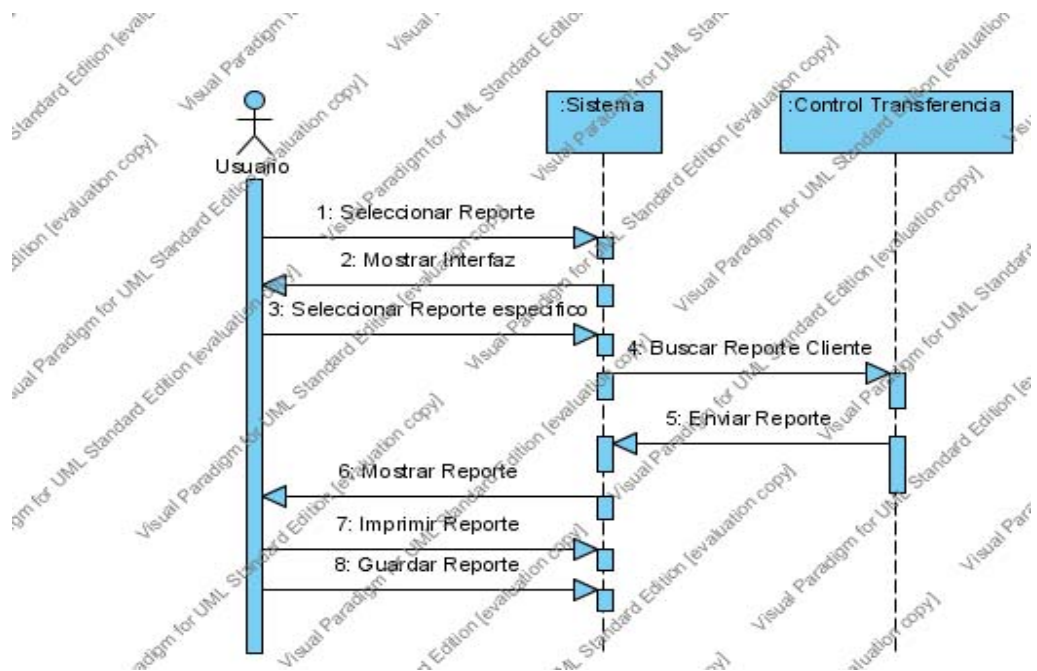 :Sistema
:Control Transferencia
Usuario
1: Seleccionar Reporte
2: Mostrar Interfaz
3: Seleccionar Reporte especifico
4: Buscar Reporte Cliente
5: Enviar Reporte
6: Mostrar Reporte
7: Imprimir Reporte
8: Guardar Reporte
Visual Paradigm for UML Standard Edition [evaluation copy]